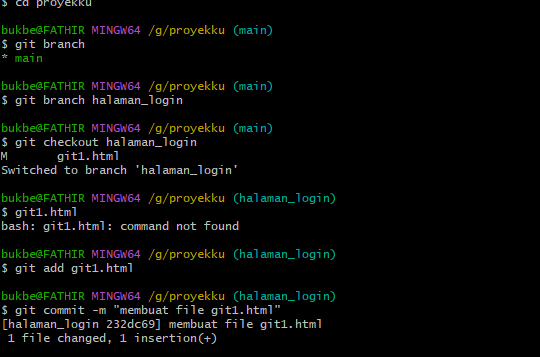 $ cd proyekku
bukbe@FATHIR MINGW64 /g/proyekku (main)
$ git branch
* main
bukbe@FATHIR MINGW64 /g/proyekku (main)
$ git branch halaman_login
bukbe@FATHIR MINGW64 /g/proyekku (main)
$ git checkout halaman_login
M       git1.html
Switched to branch 'halaman_login'
bukbe@FATHIR MINGW64 /g/proyekku (halaman_login)
$ git1.html
bash: git1.html: command not found
bukbe@FATHIR MINGW64 /g/proyekku (halaman_login)
$ git add git1.html
bukbe@FATHIR MINGW64 /g/proyekku (halaman_login)
$ git commit -m "membuat file git1.html"
[halaman_login 232dc69] membuat file git1.html
 1 file changed, 1 insertion(+)